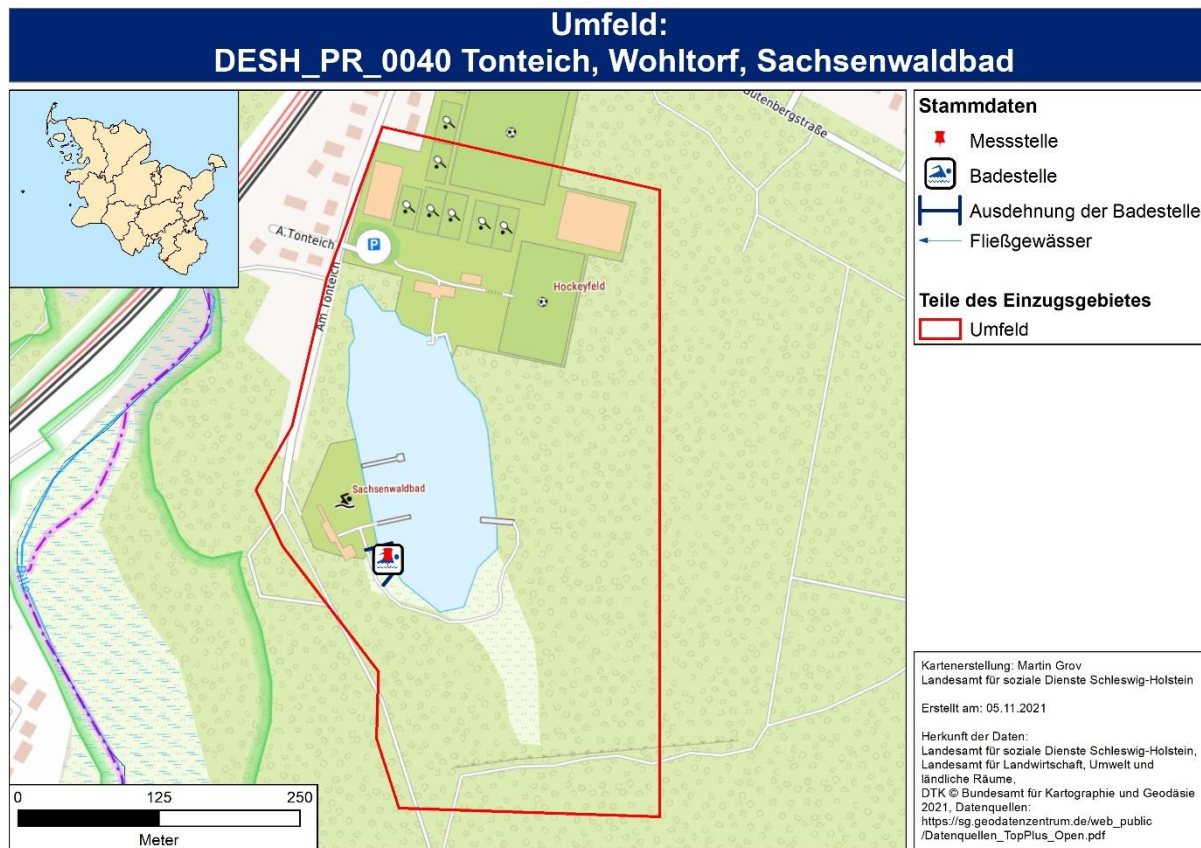 Umfeld:
DESH_PR_0040 Tonteich, Wohltorf, Sachsenwaldbad
Gutenbergstraße
A.Tonteich
P
Am Tonteich
Hockeyfeld
Sachsenwaldbad
0 125 250
Meter
Stammdaten
Messstelle
Badestelle
Ausdehnung der Badestelle
Fließgewässer
Teile des Einzugsgebietes
Umfeld
Kartenerstellung: Martin Grov
Landesamt für soziale Dienste Schleswig-Holstein
Erstellt am: 05.11.2021
Herkunft der Daten:
Landesamt für soziale Dienste Schleswig-Holstein,
Landesamt für Landwirtschaft, Umwelt und
ländliche Räume,
DTK © Bundesamt für Kartographie und Geodäsie
2021, Datenquellen:
https://sg.geodatenzentrum.de/web_public
/Datenquellen_TopPlus_Open.pdf